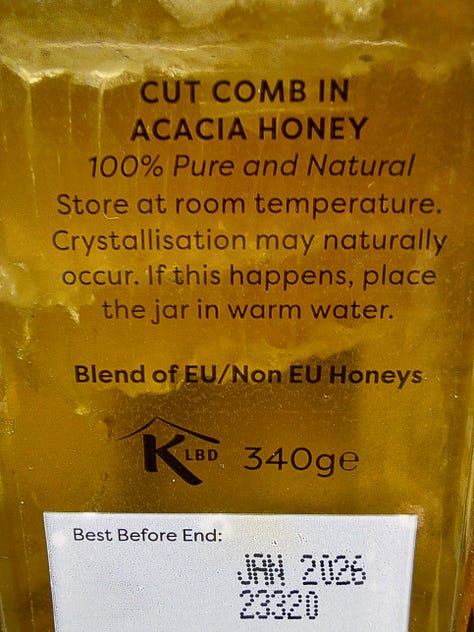 CUT COMB IN
ACACIA HONEY
100% Pure and Natural
Store at room temperature.
Crystallisation may naturally
occur. If this happens, place
the jar in warm water.
Blend of EU/Non EU Honeys
K LBD 340g℮
Best Before End:
JAN 2026
23320